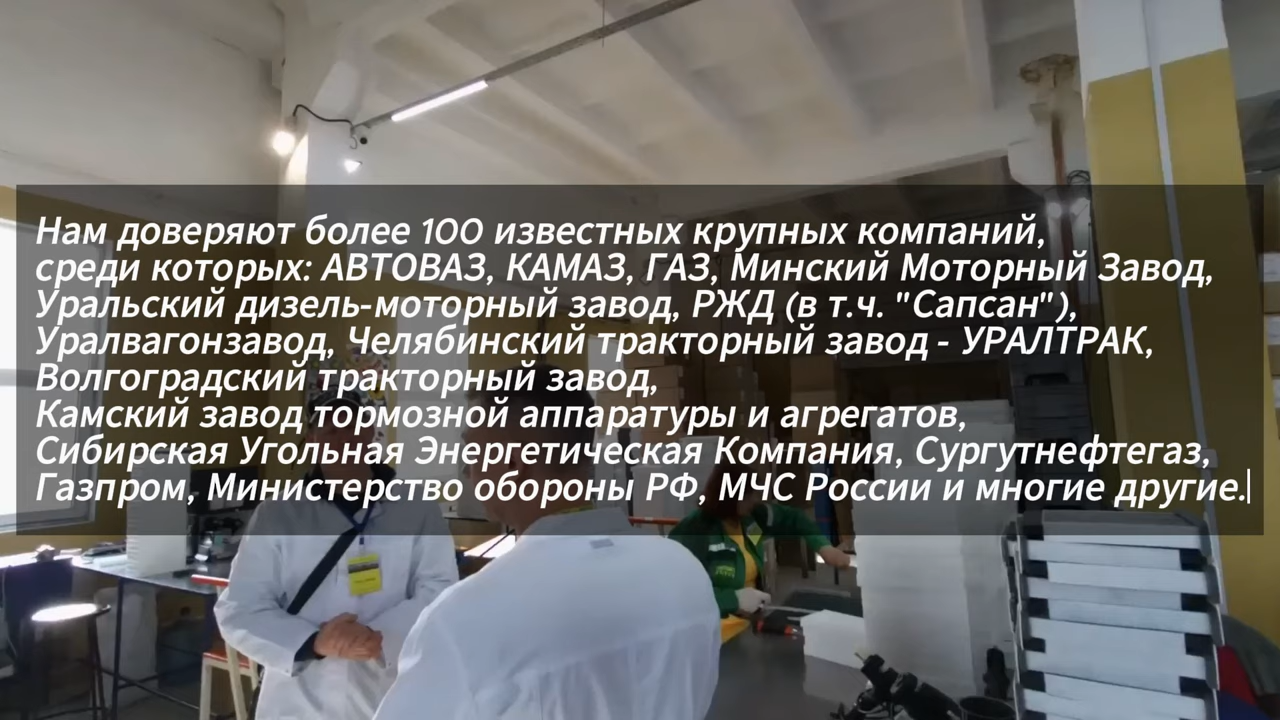 Нам доверяют более 100 известных крупных компаний,
среди которых: АВТОВАЗ, КАМАЗ, ГАЗ, Минский Моторный Завод,
Уральский дизель-моторный завод, РЖД (в т.ч. "Сапсан"),
Уралвагонзавод, Челябинский тракторный завод - УРАЛТРАК,
Волгоградский тракторный завод,
Камский завод тормозной аппаратуры и агрегатов,
Сибирская Угольная Энергетическая Компания, Сургутнефтегаз,
Газпром, Министерство обороны РФ, МЧС России и многие другие.